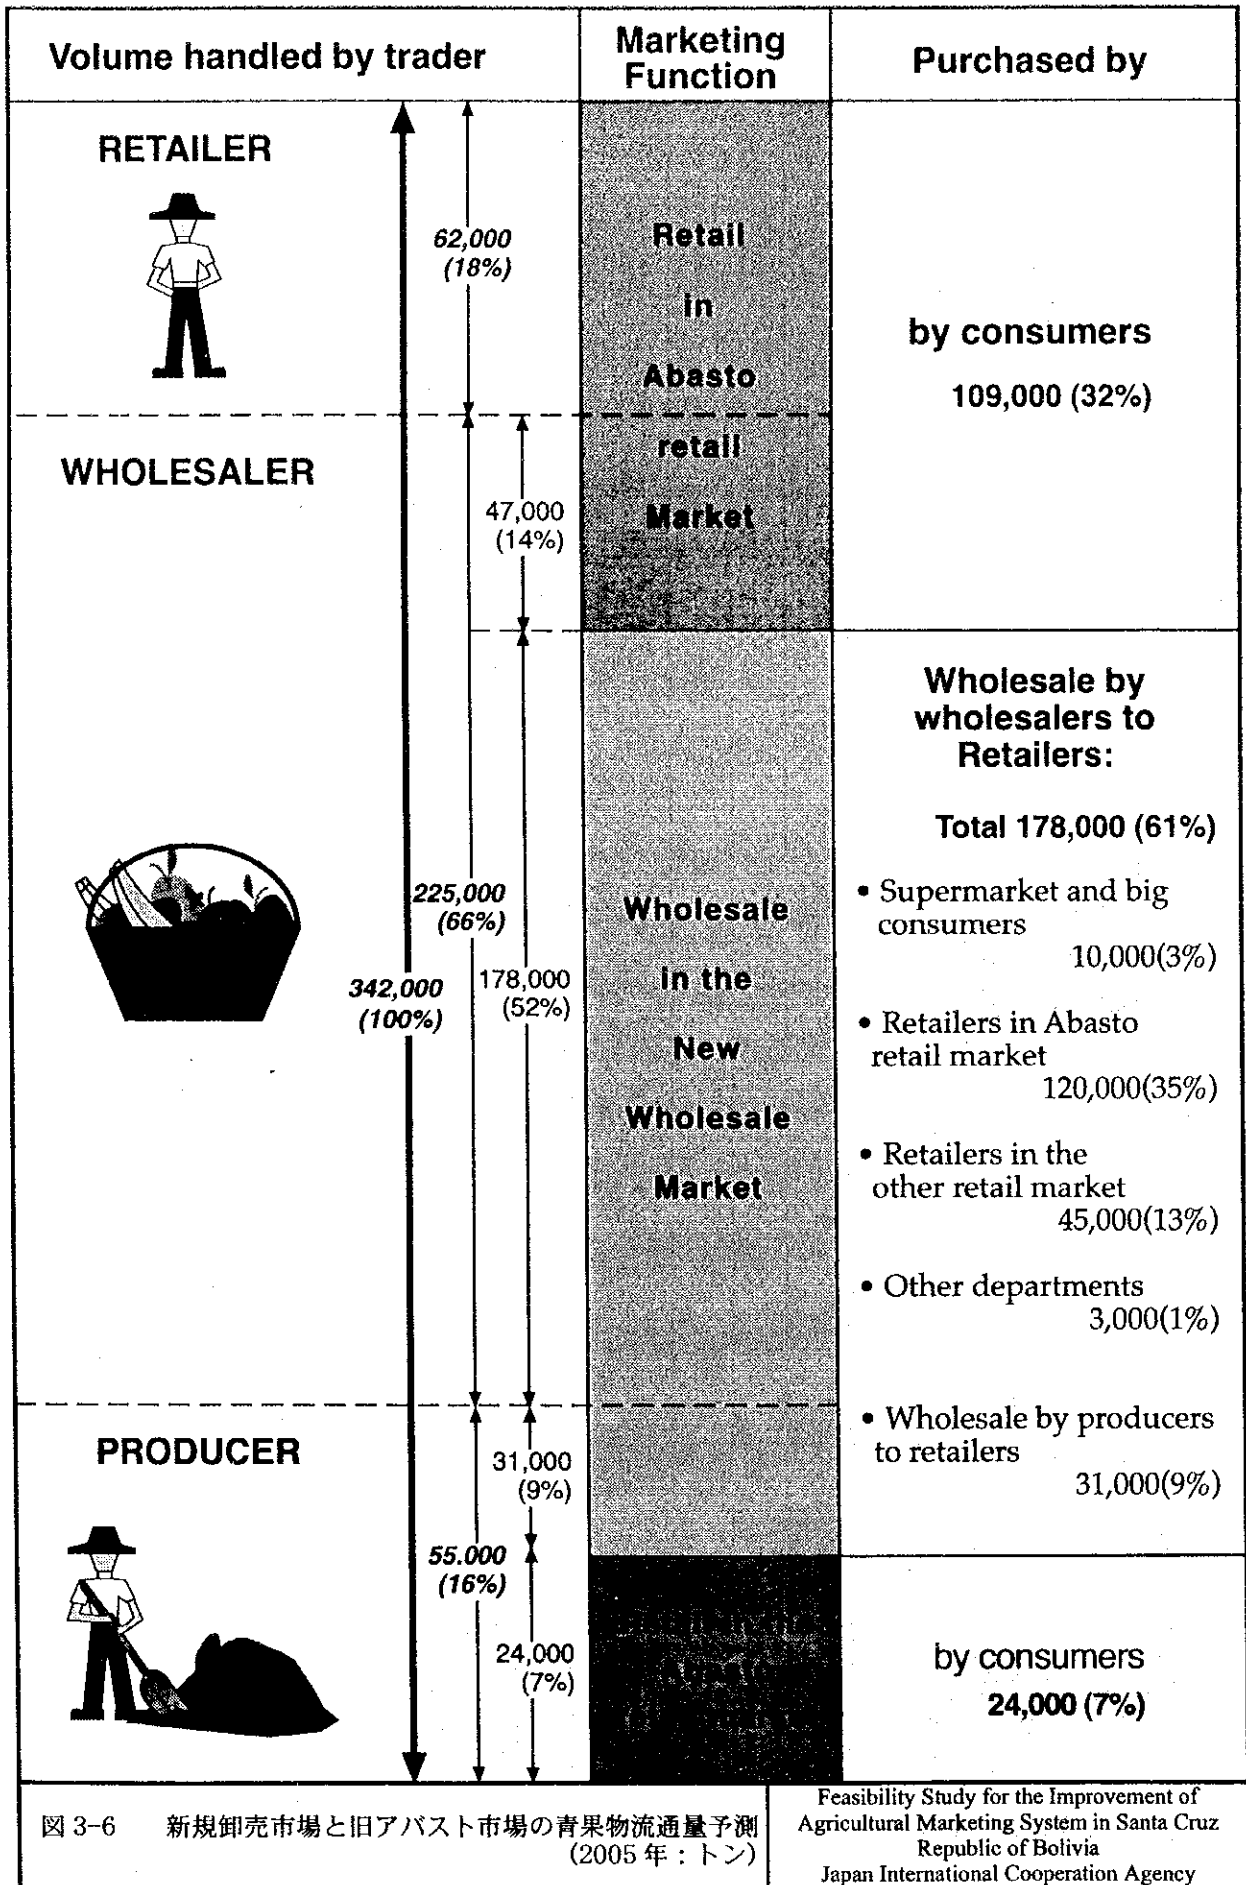 Volume handled by trader
Marketing
Function
Purchased by
RETAILER
62,000
(18%)
Retail
in
Abasto
retail
Market
by consumers
109,000 (32%)
WHOLESALER
47,000
(14%)
225,000
(66%)
342,000
(100%)
178,000
(52%)
Wholesale
in the
New
Wholesale
Market
Wholesale by
wholesalers to
Retailers:
Total 178,000 (61%)
• Supermarket and big
consumers
10,000(3%)
• Retailers in Abasto
retail market
120,000(35%)
• Retailers in the
other retail market
45,000(13%)
• Other departments
3,000(1%)
• Wholesale by producers
to retailers
31,000(9%)
PRODUCER
31,000
(9%)
55.000
(16%)
24,000
(7%)
by consumers
24,000 (7%)
図 3-6 新規卸売市場と旧アバスト市場の青果物流通量予測
(2005 年:トン)
Feasibility Study for the Improvement of
Agricultural Marketing System in Santa Cruz
Republic of Bolivia
Japan International Cooperation Agency